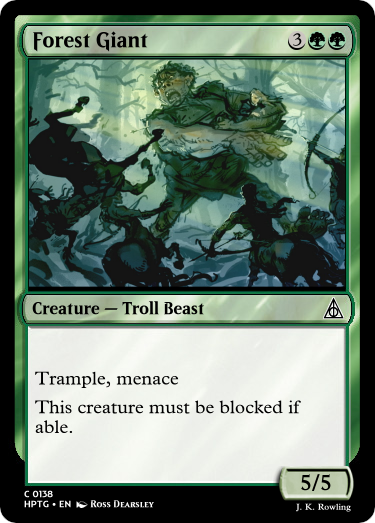 Forest Giant 3
Creature — Troll Beast
Trample, menace
This creature must be blocked if
able.
5/5
C 0138
HPTG • EN Ross Dearsley
J. K. Rowling